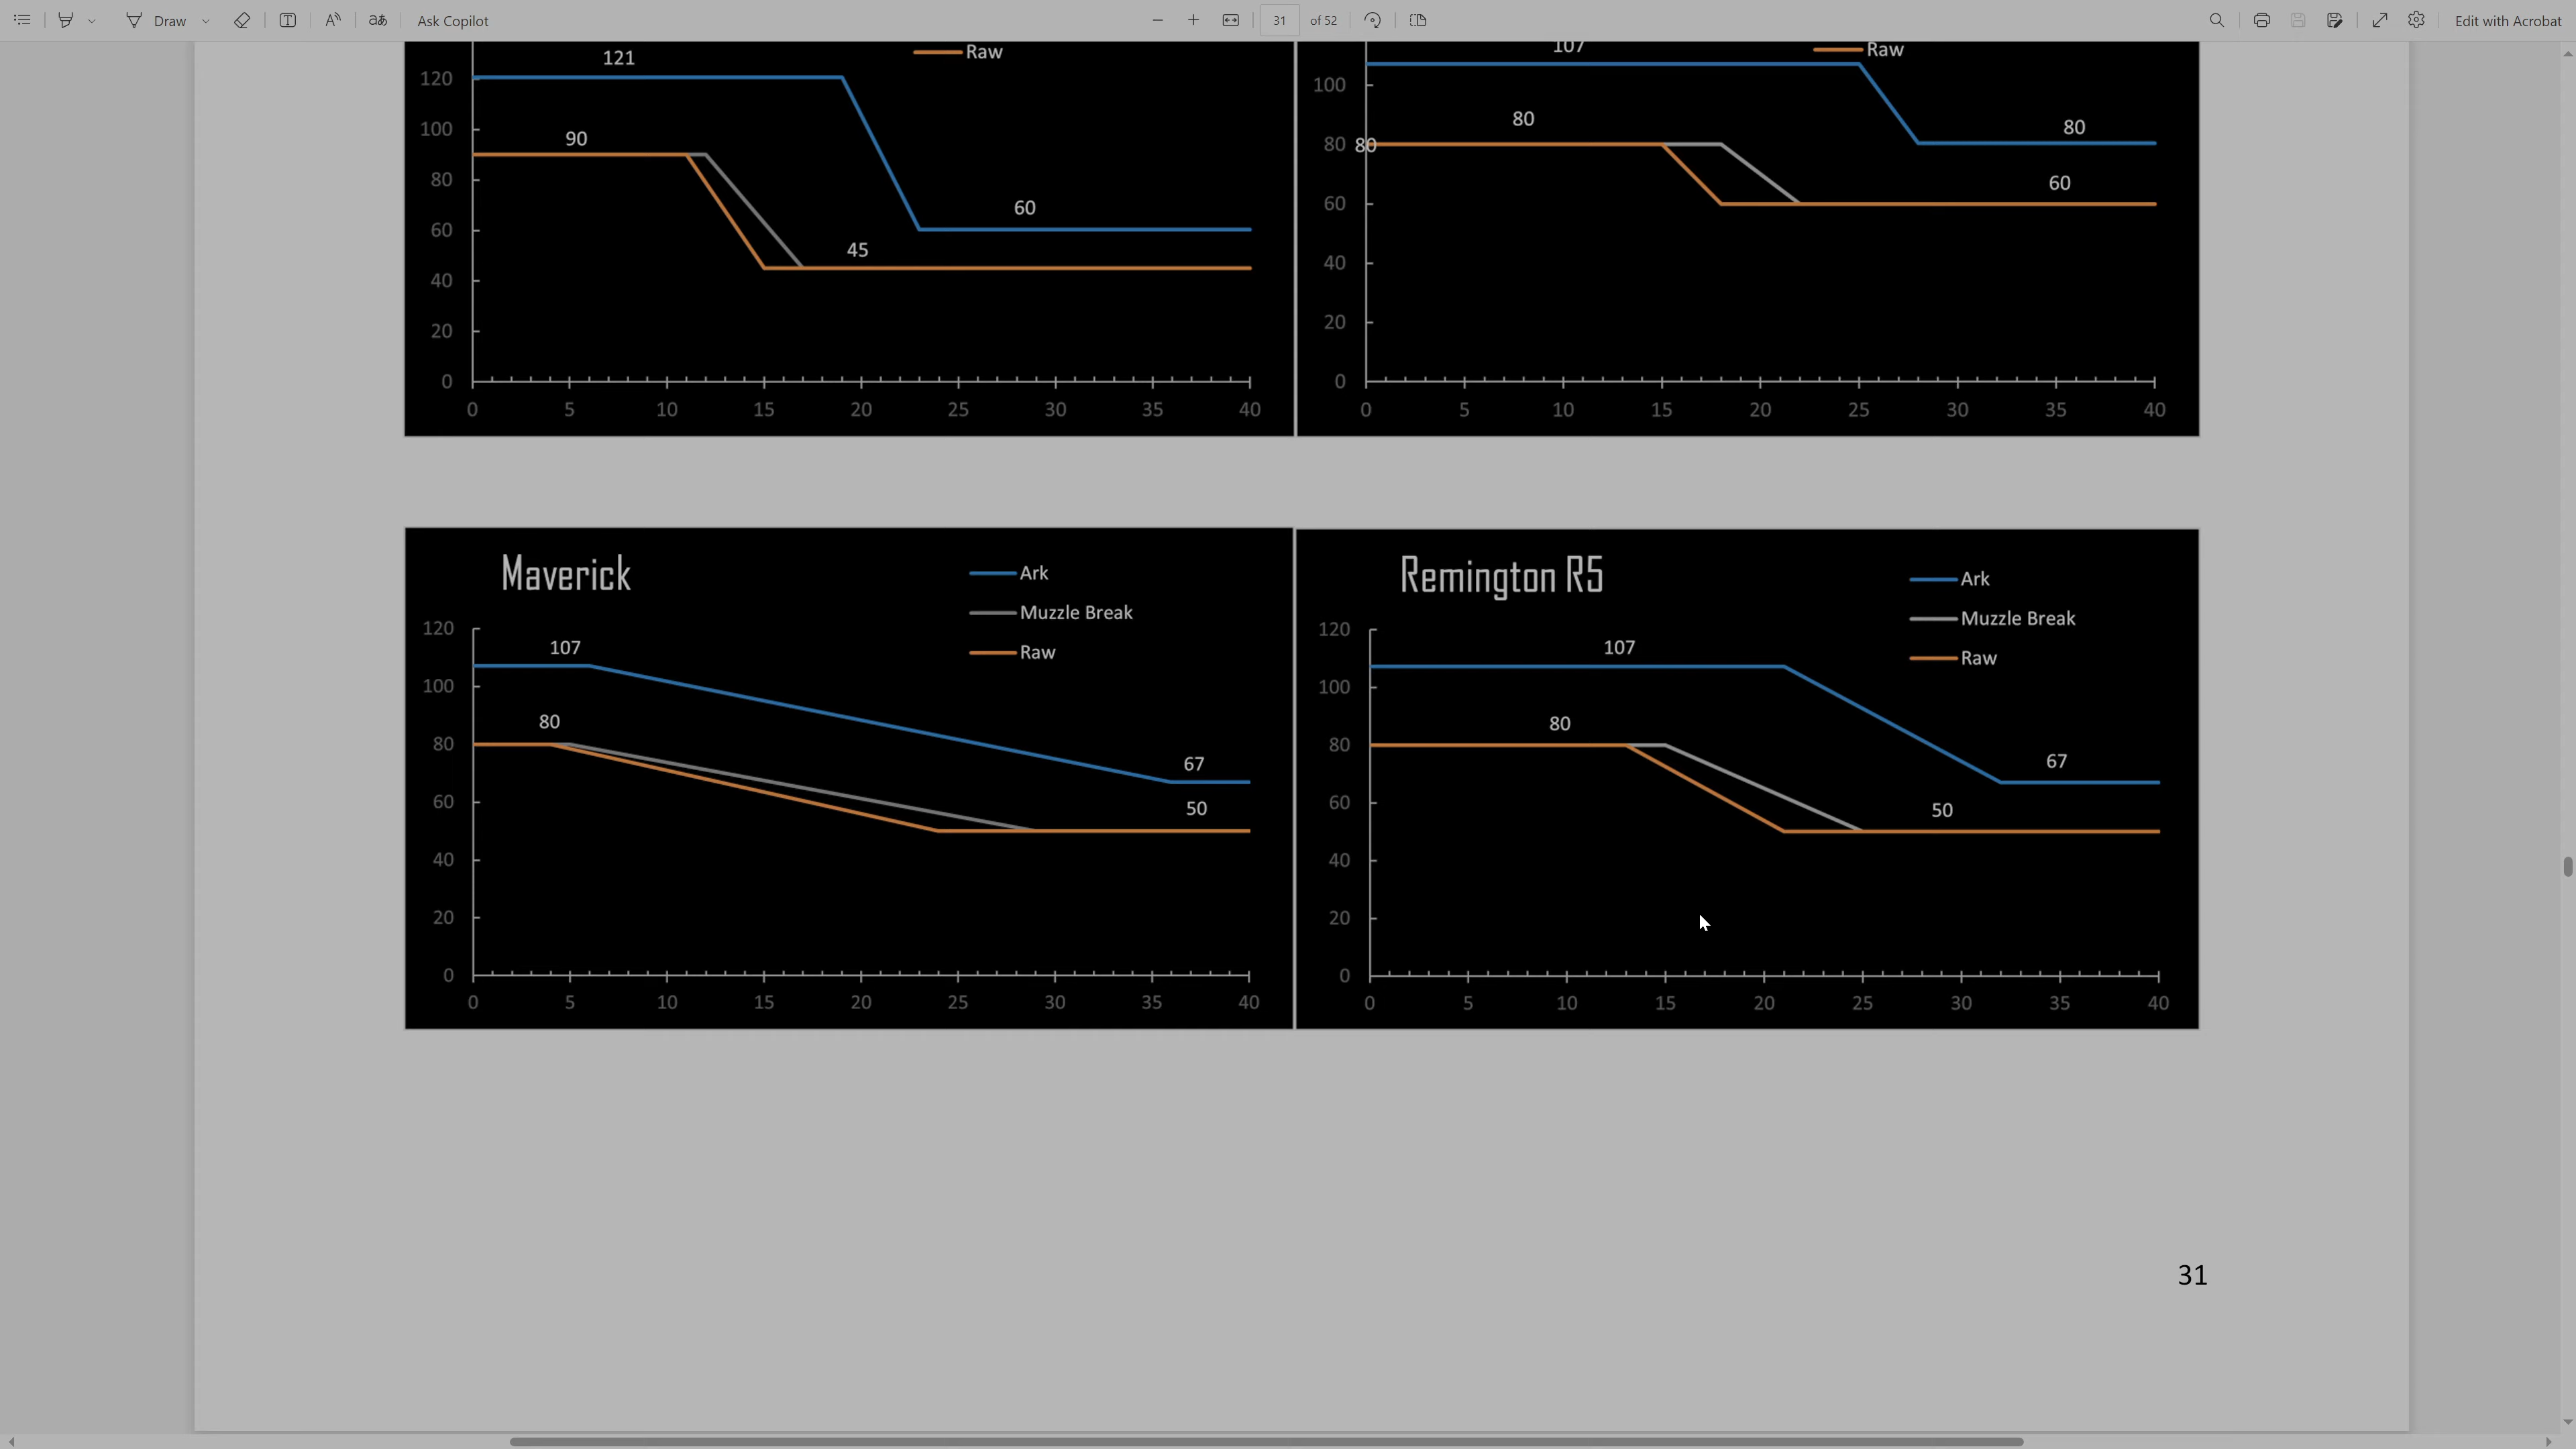 Draw
aあ
Ask Copilot
31 of 52
Edit with Acrobat
Raw
121
120
90
100
80
60
60
45
40
20
0
0 5 10 15 20 25 30 35 40
107
Raw
100
80
80
80
80
60
60
40
20
0
0 5 10 15 20 25 30 35 40
Maverick
Ark
Muzzle Break
Raw
120
107
100
80
80
67
60
50
40
20
0
0 5 10 15 20 25 30 35 40
Remington R5
Ark
Muzzle Break
Raw
120
107
100
80
80
67
60
50
40
20
0
0 5 10 15 20 25 30 35 40
31